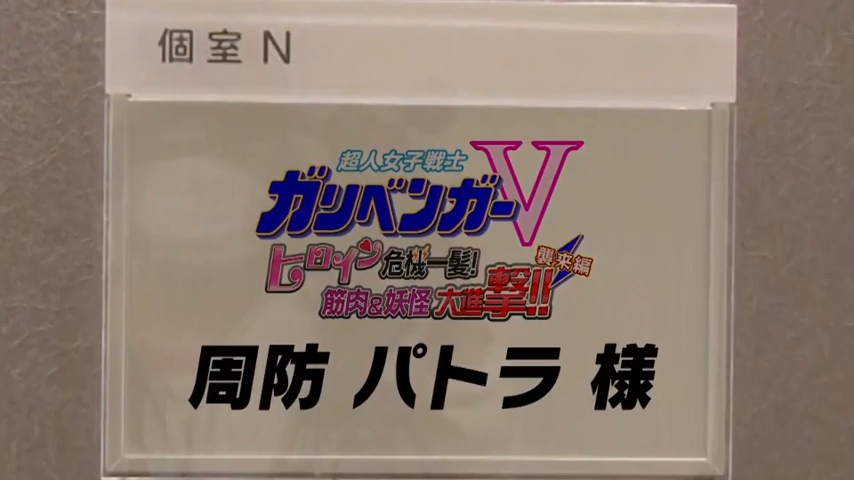 個室 N
超人女子戦士
ガリベンガーV
ヒロイン危機一髪!
襲来編
筋肉&妖怪 大進撃!!
周防 パトラ 様